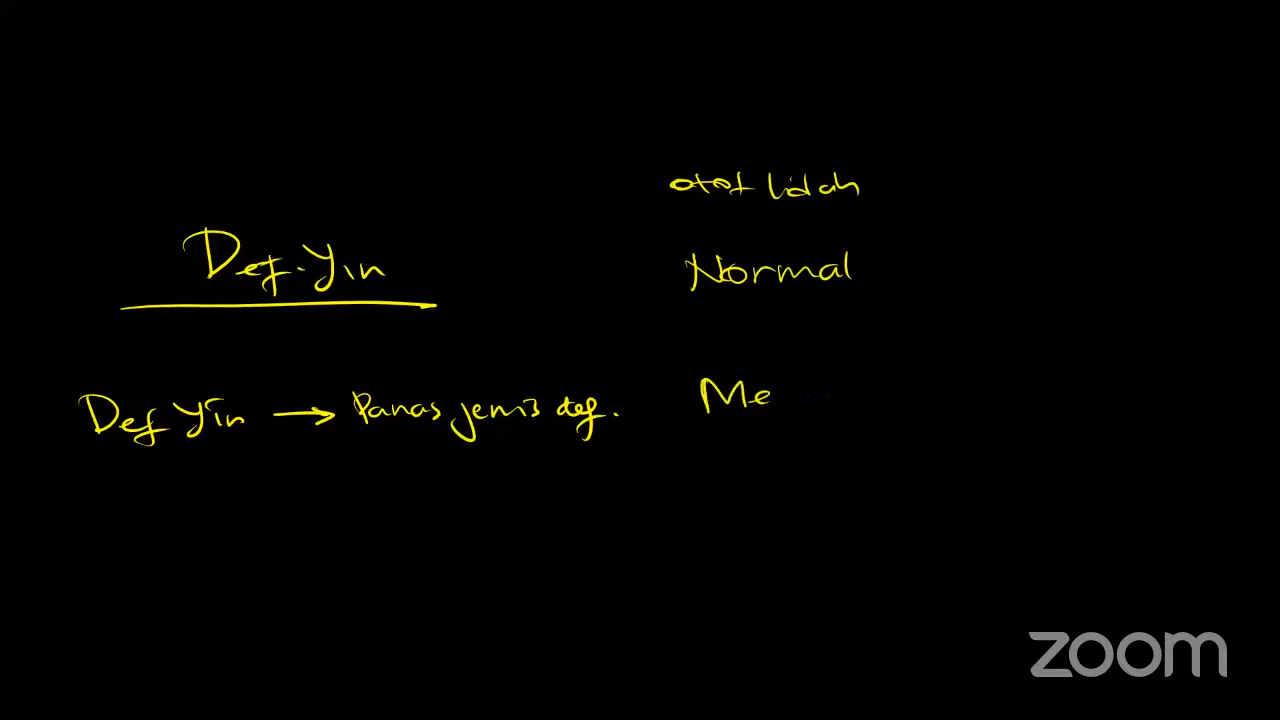 otot lidah
Def. Yin
Normal
Def Yin → Panas jenis def.
Me
zoom